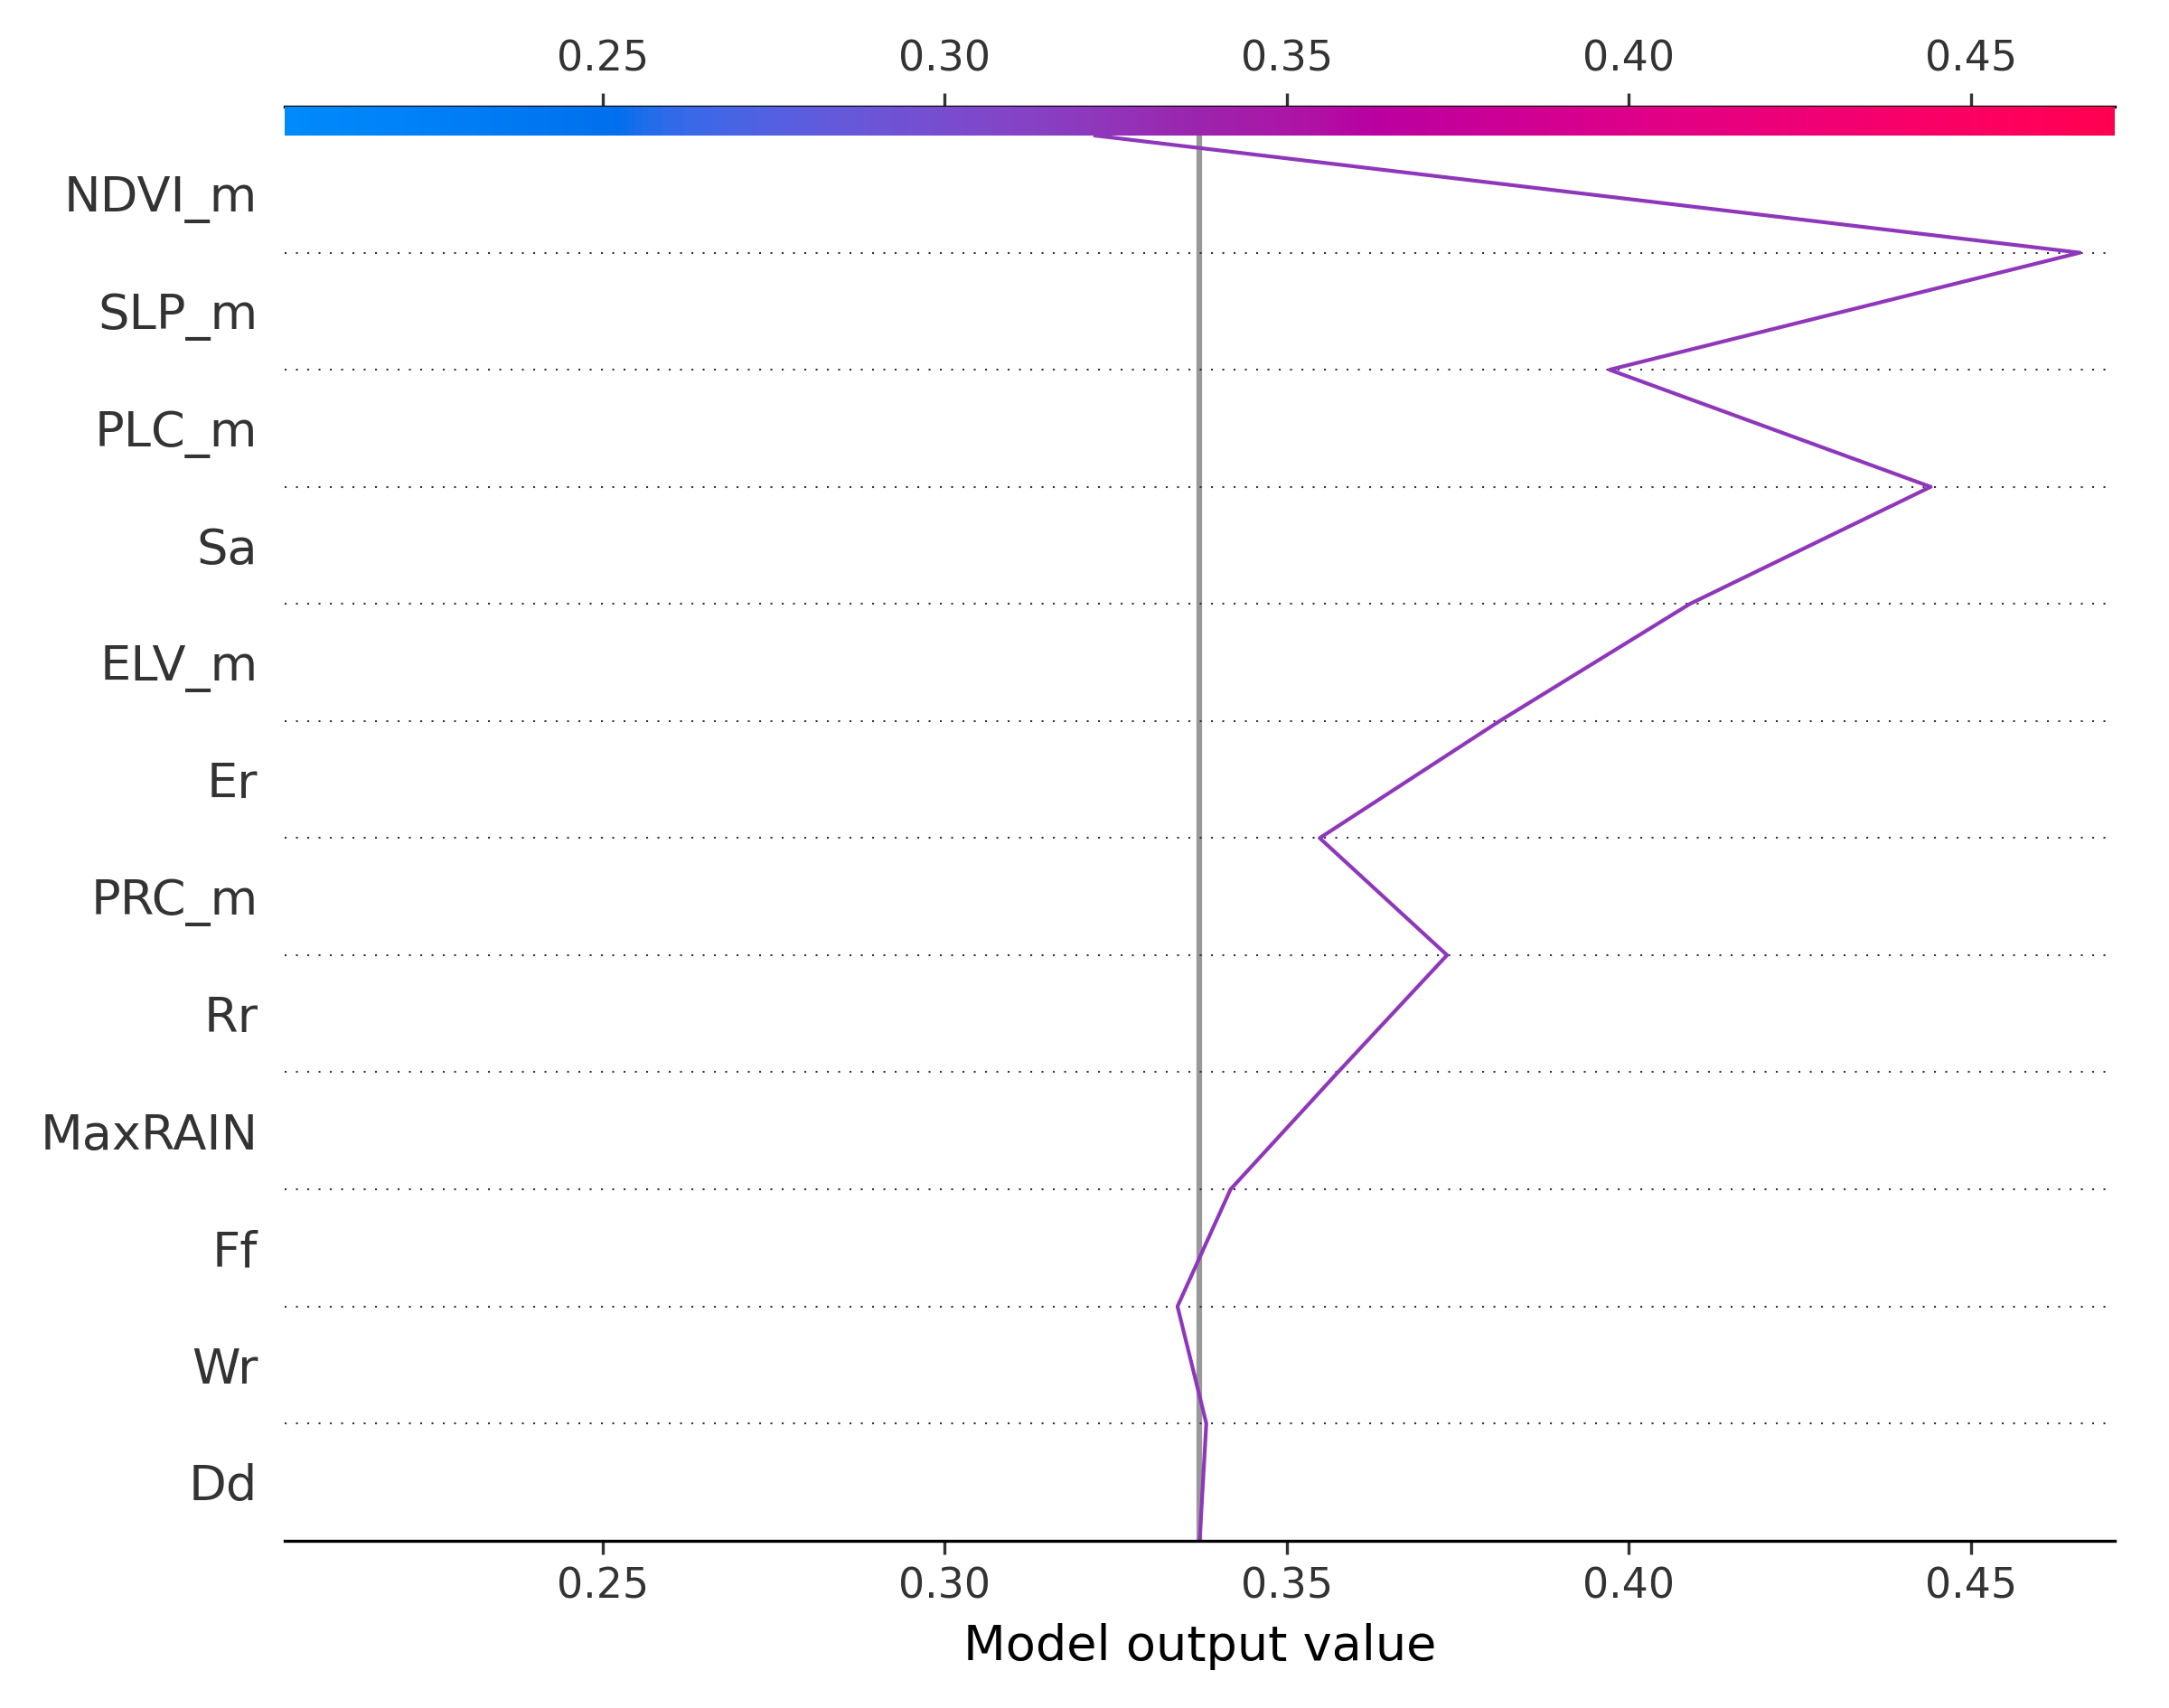 0.25 0.30 0.35 0.40 0.45
NDVI_m
SLP_m
PLC_m
Sa
ELV_m
Er
PRC_m
Rr
MaxRAIN
Ff
Wr
Dd
0.25 0.30 0.35 0.40 0.45
Model output value